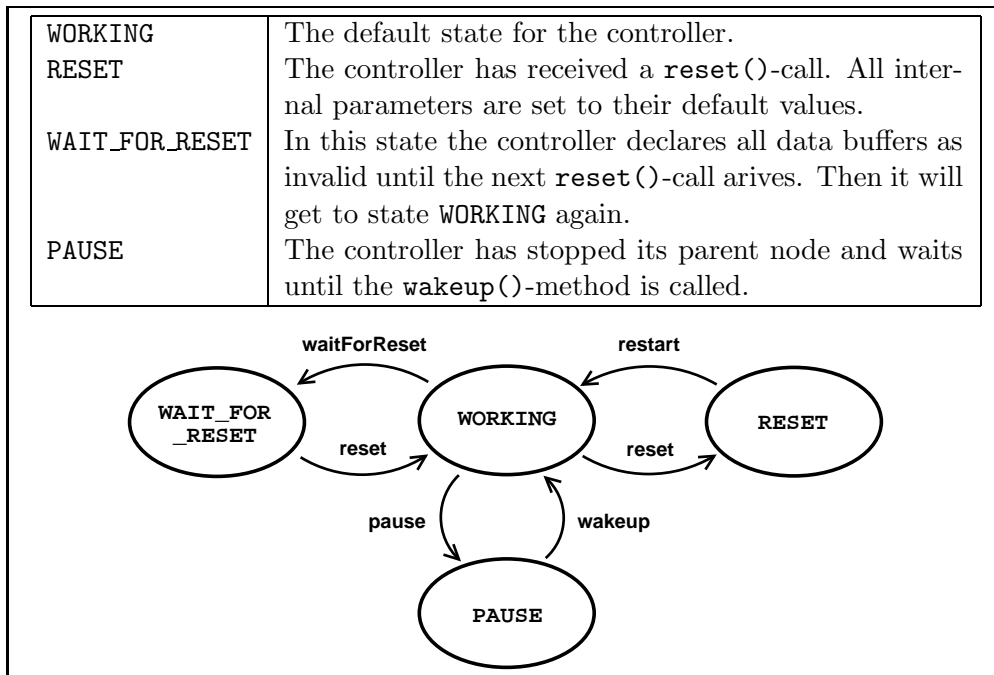 WORKING The default state for the controller.
RESET The controller has received a reset()-call. All inter-
nal parameters are set to their default values.
WAIT_FOR_RESET In this state the controller declares all data buffers as
invalid until the next reset()-call arives. Then it will
get to state WORKING again.
PAUSE The controller has stopped its parent node and waits
until the wakeup()-method is called.
waitForReset restart
WAIT_FOR
_RESET
WORKING RESET
reset reset
pause wakeup
PAUSE